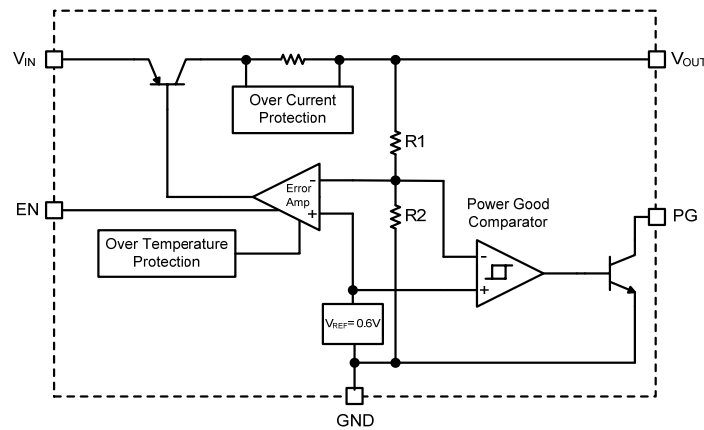 VIN
VOUT
Over Current
Protection
R1
Error
Amp
-
+
R2
EN
Power Good
Comparator
PG
Over Temperature
Protection
-
+
VREF= 0.6V
GND